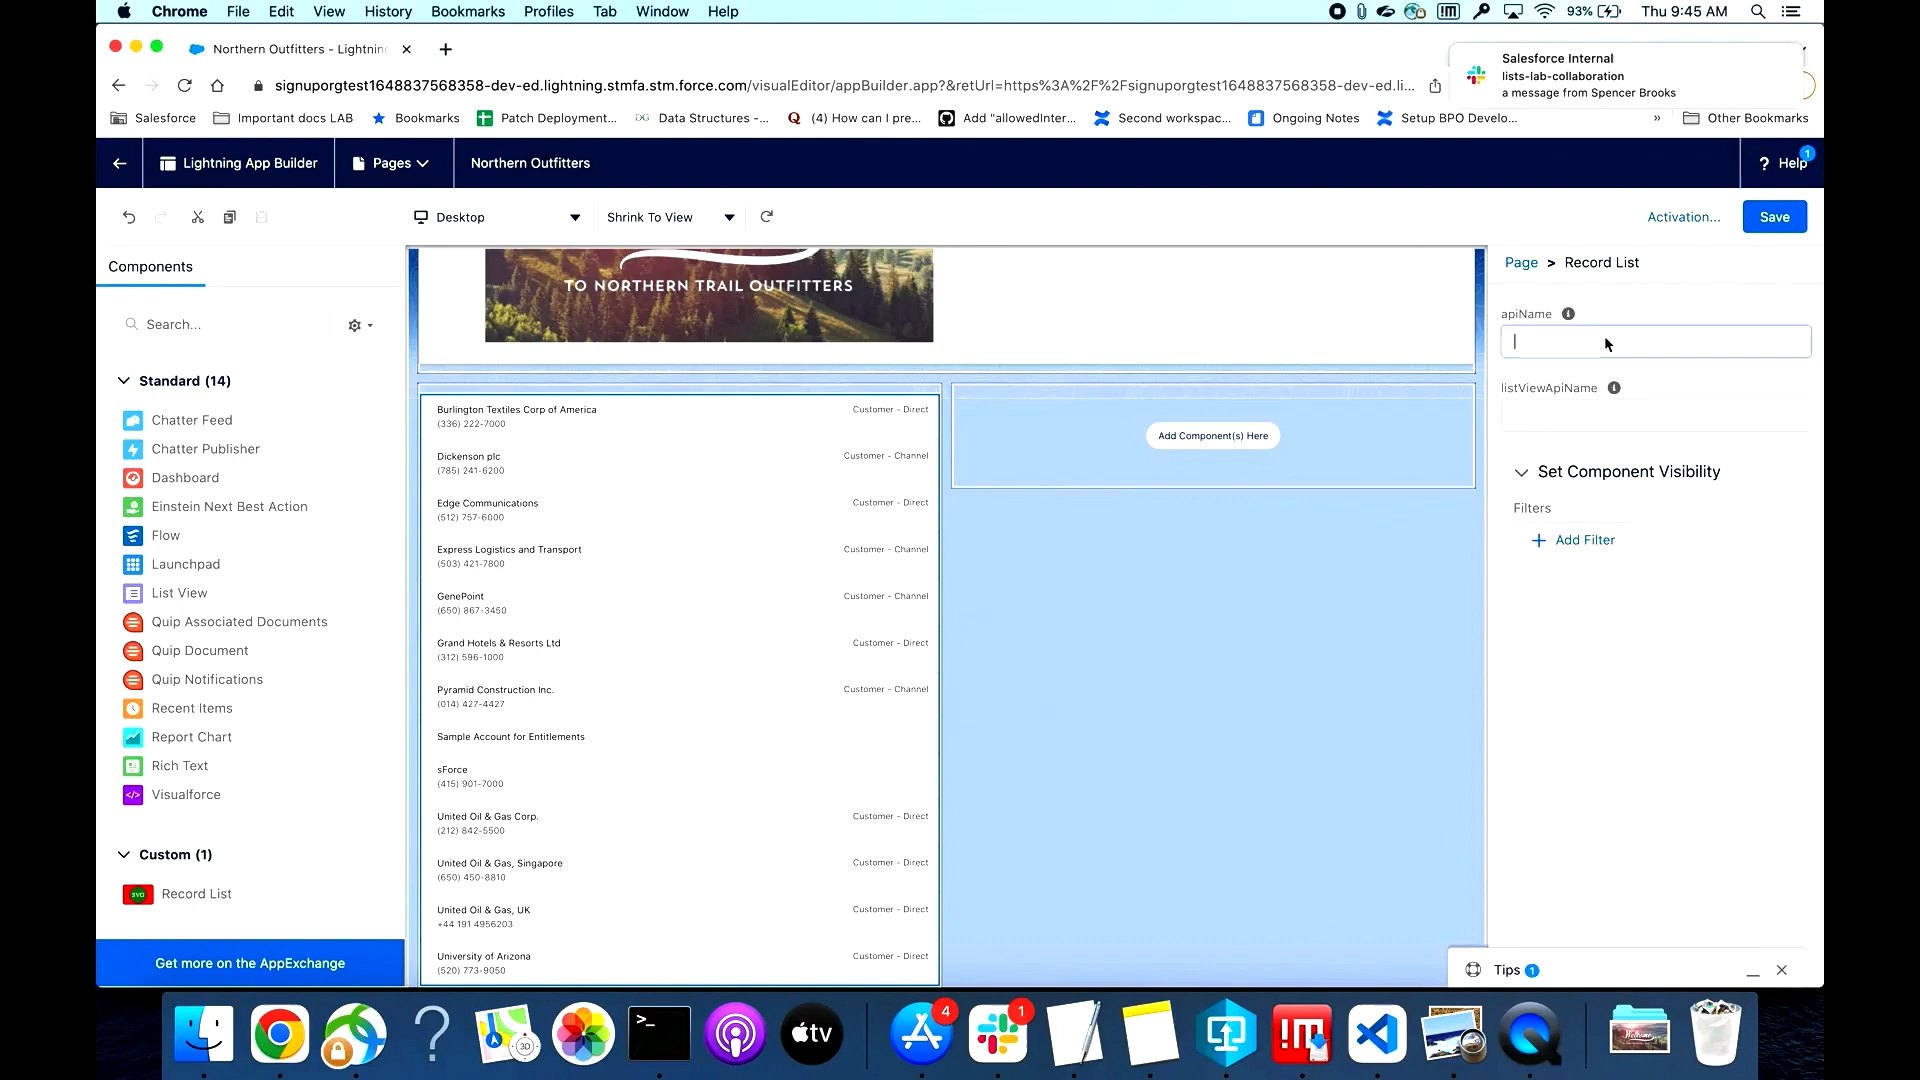 Chrome File Edit View History Bookmarks Profiles Tab Window Help 93% Thu 9:45 AM
Northern Outfitters - Lightning
Salesforce Internal
lists-lab-collaboration
a message from Spencer Brooks
signuporgtest1648837568358-dev-ed.lightning.stmfa.stm.force.com/visualEditor/appBuilder.app?&retUrl=https%3A%2F%2Fsignuporgtest1648837568358-dev-ed.li...
Salesforce Important docs LAB Bookmarks Patch Deployment... Data Structures -... (4) How can I pre... Add "allowedInter... Second workspac... Ongoing Notes Setup BPO Develo... » Other Bookmarks
Lightning App Builder Pages Northern Outfitters ? Help 1
Desktop Shrink To View Activation... Save
Components
Search...
Standard (14)
Chatter Feed
Chatter Publisher
Dashboard
Einstein Next Best Action
Flow
Launchpad
List View
Quip Associated Documents
Quip Document
Quip Notifications
Recent Items
Report Chart
Rich Text
Visualforce
Custom (1)
SVG Record List
Get more on the AppExchange
TO NORTHERN TRAIL OUTFITTERS
Burlington Textiles Corp of America Customer - Direct
(336) 222-7000
Dickenson plc Customer - Channel
(785) 241-6200
Edge Communications Customer - Direct
(512) 757-6000
Express Logistics and Transport Customer - Channel
(503) 421-7800
GenePoint Customer - Channel
(650) 867-3450
Grand Hotels & Resorts Ltd Customer - Direct
(312) 596-1000
Pyramid Construction Inc. Customer - Channel
(014) 427-4427
Sample Account for Entitlements
sForce
(415) 901-7000
United Oil & Gas Corp. Customer - Direct
(212) 842-5500
United Oil & Gas, Singapore Customer - Direct
(650) 450-8810
United Oil & Gas, UK Customer - Direct
+44 191 4956203
University of Arizona Customer - Direct
(520) 773-9050
Add Component(s) Here
Page > Record List
apiName
listViewApiName
Set Component Visibility
Filters
+ Add Filter
Tips 1
3D
>_
tv
4
1
!M
Welcome